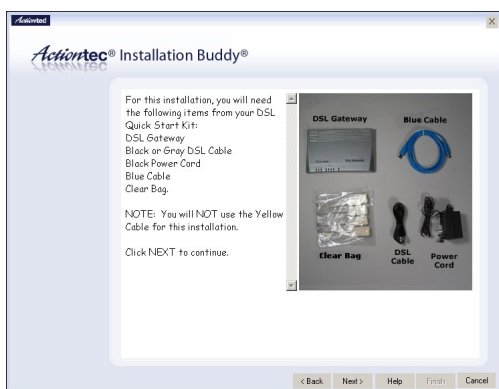 Actiontec
X
Actiontec® Installation Buddy®
For this installation, you will need
the following items from your DSL
Quick Start Kit:
DSL Gateway
Black or Gray DSL Cable
Black Power Cord
Blue Cable
Clear Bag.
NOTE: You will NOT use the Yellow
Cable for this installation.
Click NEXT to continue.
DSL Gateway
Blue Cable
Clear Bag
DSL
Cable
Power
Cord
< Back
Next >
Help
Finish
Cancel